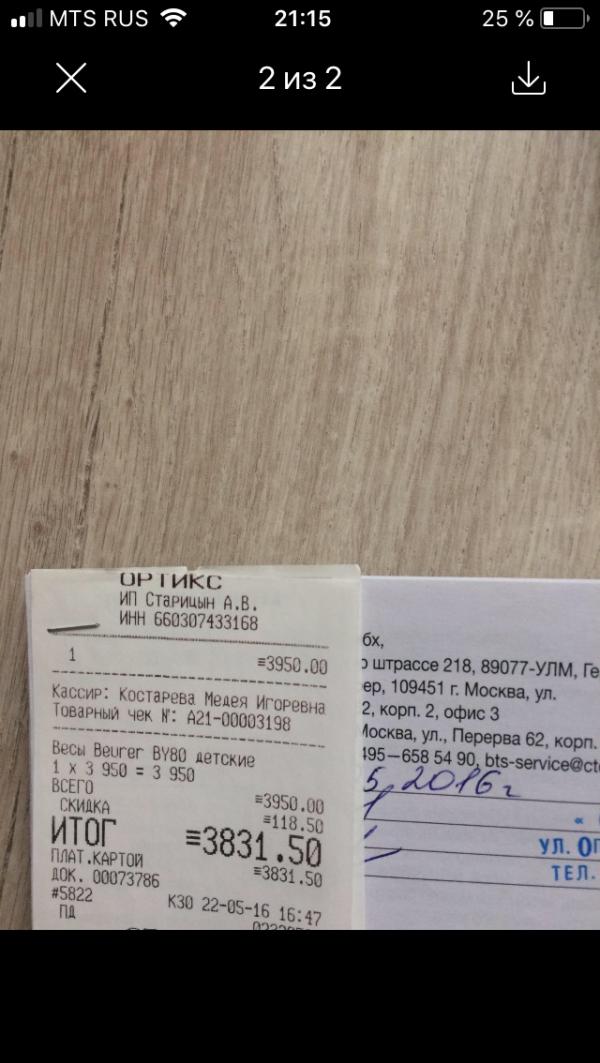 MTS RUS 21:15 25 %
2 из 2
ОРТИКС
ИП Старицын А.В.
ИНН 660307433168
1 ≡3950.00
Кассир: Костарева Медея Игоревна
Товарный чек №: А21-00003198
Весы Beurer BY80 детские
1 х 3 950 = 3 950
ВСЕГО ≡3950.00
СКИДКА ≡118.50
ИТОГ ≡3831.50
ПЛАТ.КАРТОЙ ≡3831.50
ДОК. 00073786
#5822 К30 22-05-16 16:47
ПД
бх,
штрассе 218, 89077-УЛМ, Ге
ер, 109451 г. Москва, ул.
2, корп. 2, офис 3
Москва, ул., Перерва 62, корп.
495–658 54 90, bts-service@ct
5, 2016 г
УЛ. ОП
ТЕЛ.